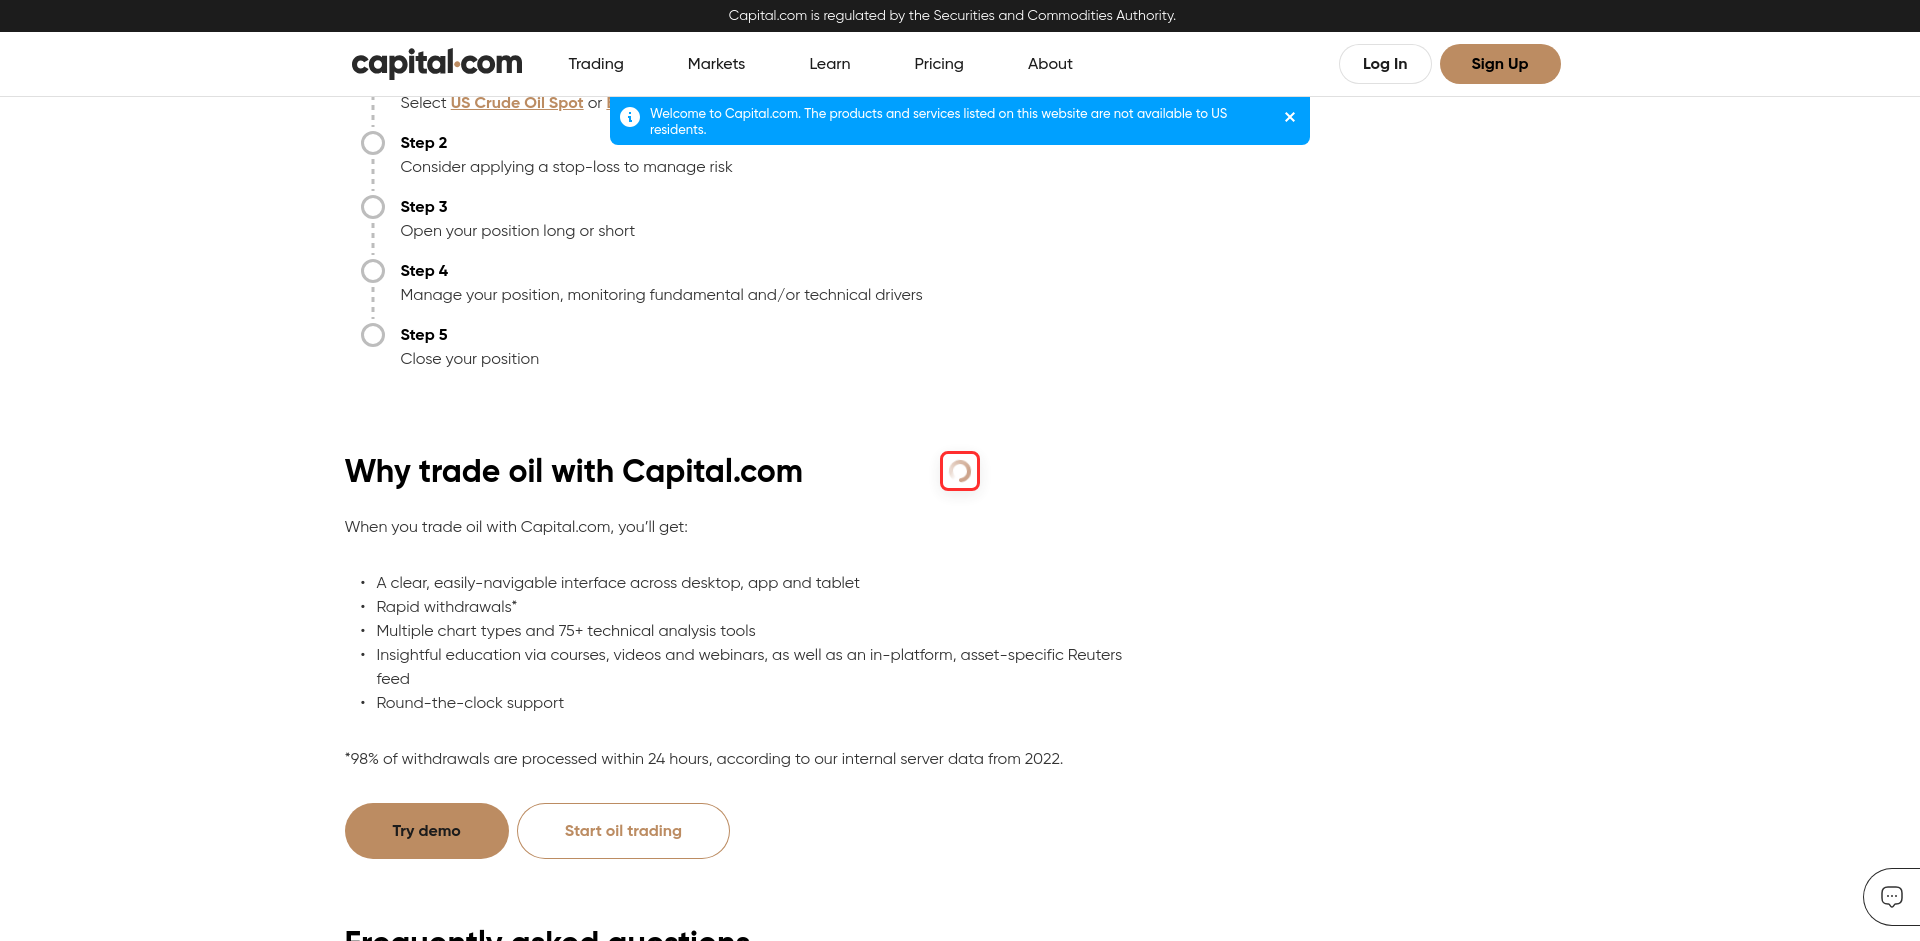 Capital.com is regulated by the Securities and Commodities Authority.
capital.com Trading Markets Learn Pricing About Log In Sign Up
Select US Crude Oil Spot or
Welcome to Capital.com. The products and services listed on this website are not available to US
residents.
Step 2
Consider applying a stop-loss to manage risk
Step 3
Open your position long or short
Step 4
Manage your position, monitoring fundamental and/or technical drivers
Step 5
Close your position
Why trade oil with Capital.com
When you trade oil with Capital.com, you’ll get:
• A clear, easily-navigable interface across desktop, app and tablet
• Rapid withdrawals*
• Multiple chart types and 75+ technical analysis tools
• Insightful education via courses, videos and webinars, as well as an in-platform, asset-specific Reuters
feed
• Round-the-clock support
*98% of withdrawals are processed within 24 hours, according to our internal server data from 2022.
Try demo Start oil trading
Frequently asked questions